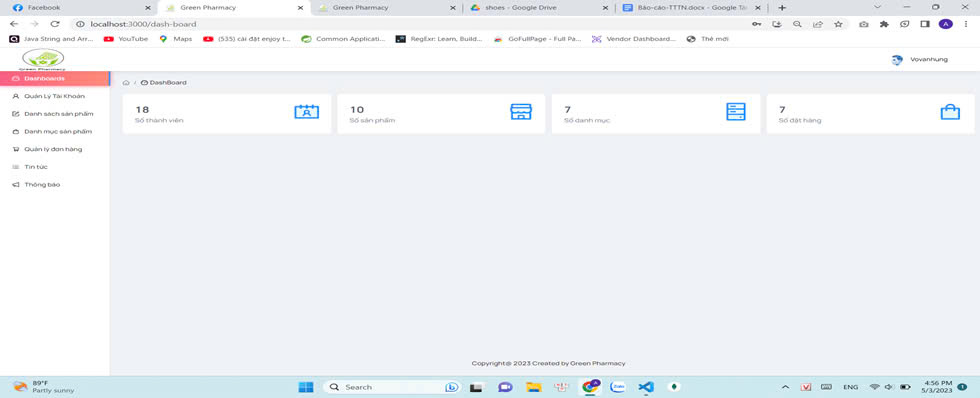 Facebook
Green Pharmacy
Green Pharmacy
shoes - Google Drive
Báo-cáo-TTTN.docx - Google Tài
localhost:3000/dash-board
A
Java String and Arr...
YouTube
Maps
(535) cài đặt enjoy t...
Common Applicati...
RegExr: Learn, Build...
GoFullPage - Full Pa...
Vendor Dashboard...
Thẻ mới
Green Pharmacy
Vovanhung
Dashboards
Quản Lý Tài Khoản
Danh sách sản phẩm
Danh mục sản phẩm
Quản lý đơn hàng
Tin tức
Thông báo
/ DashBoard
18
Số thành viên
10
Số sản phẩm
7
Số danh mục
7
Số đặt hàng
Copyright© 2023 Created by Green Pharmacy
89°F
Partly sunny
Search
Zalo
ENG
4:56 PM
5/3/2023
1